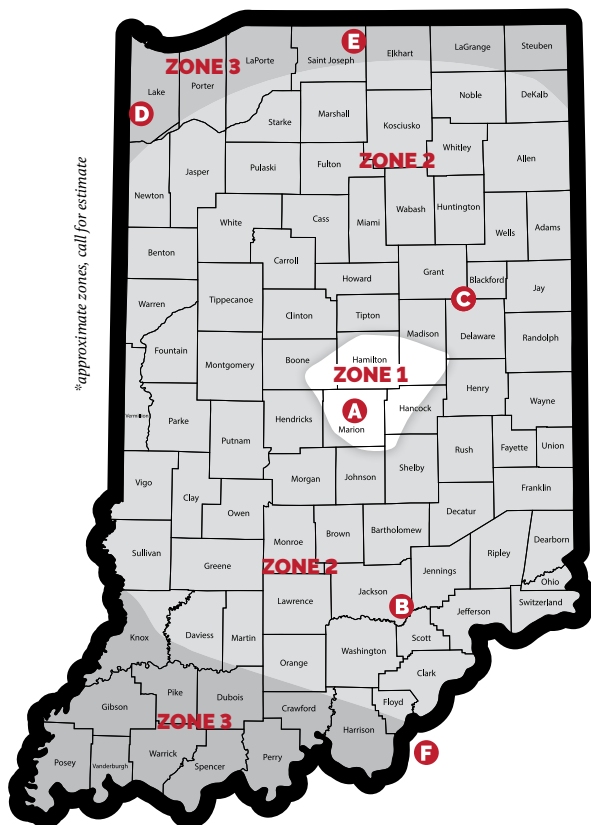 E
LaGrange
Steuben
Elkhart
LaPorte
Saint Joseph
ZONE 3
Porter
Lake
Noble
DeKalb
D
Marshall
Starke
Kosciusko
Whitley
ZONE 2
Allen
Fulton
Pulaski
Jasper
Newton
*approximate zones, call for estimate
Wabash
Huntington
Miami
Cass
White
Wells
Adams
Benton
Carroll
Grant
Blackford
Howard
Jay
C
Tippecanoe
Warren
Clinton
Tipton
Madison
Delaware
Randolph
Fountain
Boone
Hamilton
Montgomery
ZONE 1
Henry
Wayne
A
Hancock
Vermillion
Parke
Hendricks
Marion
Putnam
Rush
Fayette
Union
Shelby
Johnson
Morgan
Vigo
Clay
Franklin
Owen
Decatur
Brown
Bartholomew
Monroe
Dearborn
Sullivan
Ripley
Greene
ZONE 2
Jennings
Ohio
Jackson
Lawrence
B
Switzerland
Jefferson
Knox
Daviess
Martin
Scott
Washington
Orange
Clark
Pike
Dubois
Floyd
Gibson
Crawford
ZONE 3
Harrison
F
Warrick
Perry
Posey
Vanderburgh
Spencer